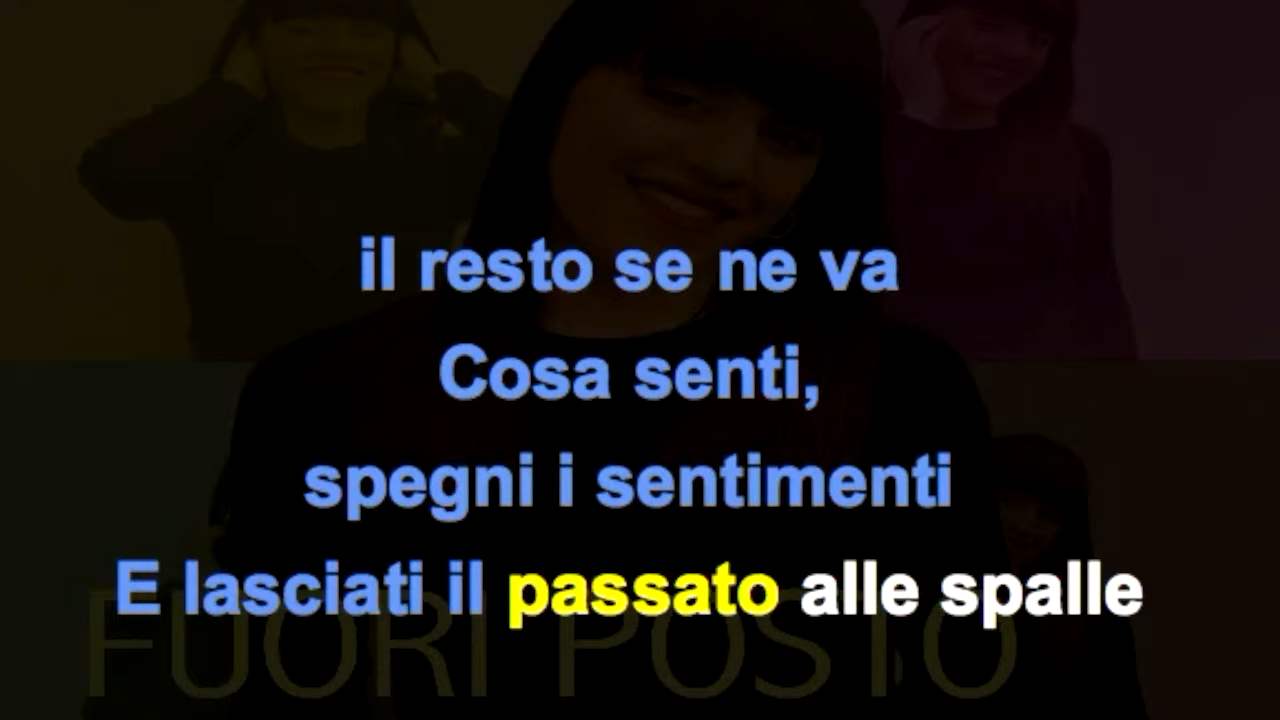 il resto se ne va
Cosa senti,
spegni i sentimenti
E lasciati il passato alle spalle
FUORI POSTO